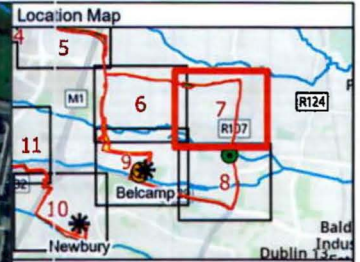 Location Map
4
5
M1
6
7
R124
R107
11
9
8
Belcamp
10
Newbury
Bald
Indus
Dublin 13